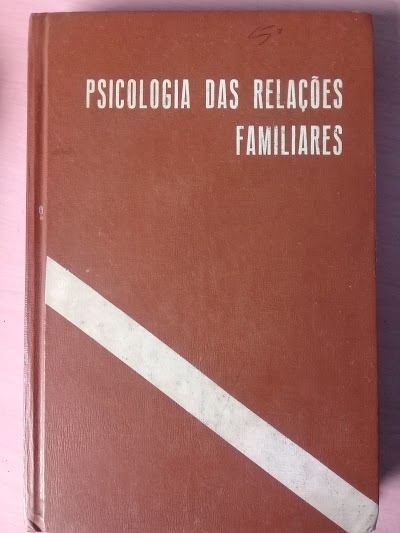 PSICOLOGIA DAS RELAÇÕES
FAMILIARES